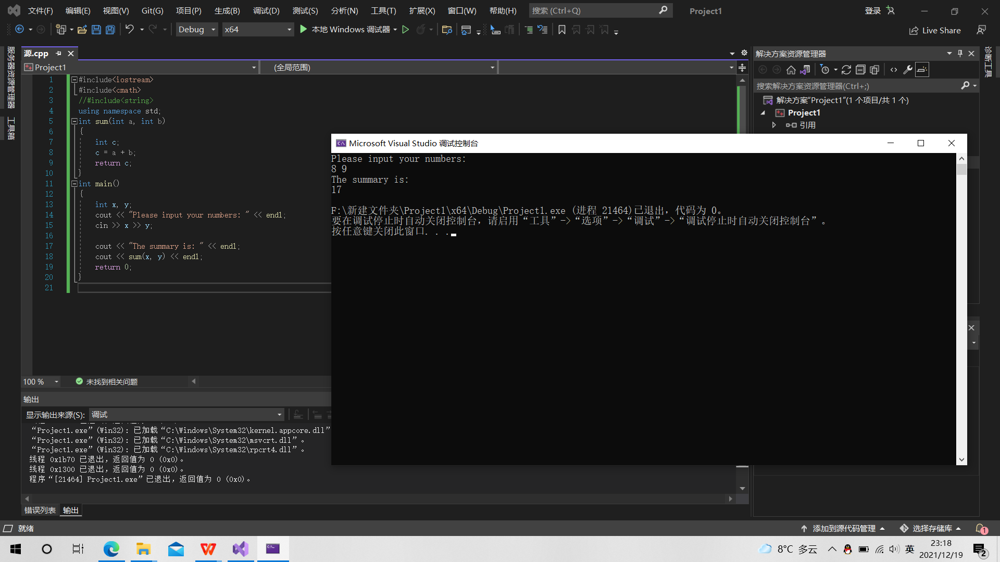 文件(F) 编辑(E) 视图(V) Git(G) 项目(P) 生成(B) 调试(D) 测试(S) 分析(N) 工具(T) 扩展(X) 窗口(W) 帮助(H) 搜索 (Ctrl+Q) Project1 登录
Debug x64 本地 Windows 调试器 Live Share
服务器资源管理器
工具箱
源.cpp
Project1 (全局范围)
1 #include<iostream>
2 #include<cmath>
3 //#include<string>
4 using namespace std;
5 int sum(int a, int b)
6 {
7 int c;
8 c = a + b;
9 return c;
10 }
11 int main()
12 {
13 int x, y;
14 cout << "Please input your numbers: " << endl;
15 cin >> x >> y;
16
17 cout << "The summary is: " << endl;
18 cout << sum(x, y) << endl;
19 return 0;
20 }
21
100 % 未找到相关问题
解决方案资源管理器
搜索解决方案资源管理器(Ctrl+;)
解决方案"Project1"(1 个项目/共 1 个)
Project1
引用
诊断工具
Microsoft Visual Studio 调试控制台
Please input your numbers:
8 9
The summary is:
17
F:\新建文件夹\Project1\x64\Debug\Project1.exe (进程 21464)已退出，代码为 0。
要在调试停止时自动关闭控制台，请启用“工具”->“选项”->“调试”->“调试停止时自动关闭控制台”。
按任意键关闭此窗口. . .
输出
显示输出来源(S): 调试
“Project1.exe”(Win32): 已加载“C:\Windows\System32\kernel.appcore.dll”
“Project1.exe”(Win32): 已加载“C:\Windows\System32\msvcrt.dll”。
“Project1.exe”(Win32): 已加载“C:\Windows\System32\rpcrt4.dll”。
线程 0x1b70 已退出，返回值为 0 (0x0)。
线程 0x1300 已退出，返回值为 0 (0x0)。
程序“[21464] Project1.exe”已退出，返回值为 0 (0x0)。
错误列表 输出
就绪 添加到源代码管理 选择存储库 1
8°C 多云 英 23:18
2021/12/19 2